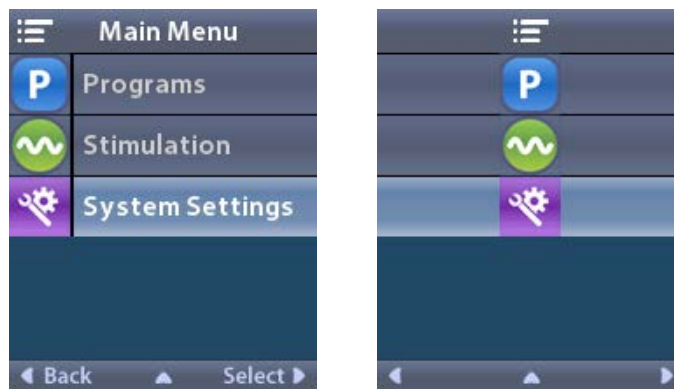 Main Menu
P Programs
Stimulation
System Settings
Back Select
P